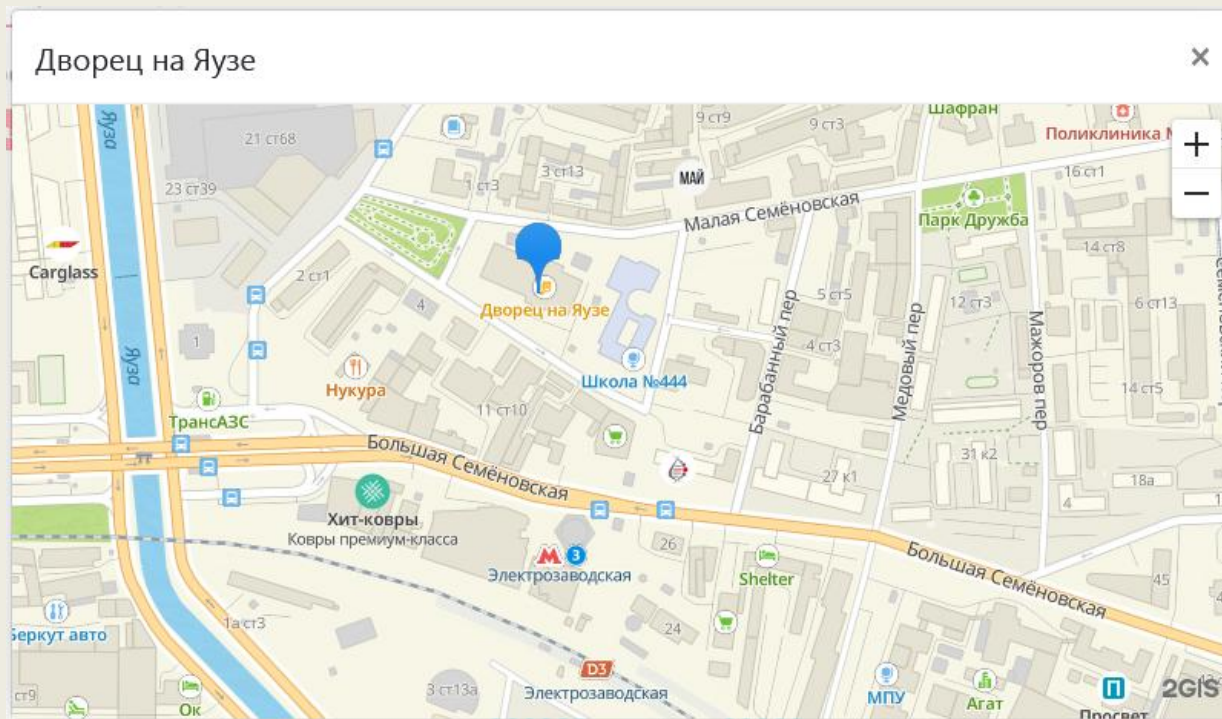 Дворец на Яузе
×
Шафран
9 ст9
9 ст3
Поликлиника
Яуза
21 ст68
+
МАЙ
16 ст1
23 ст39
1 ст3
3 ст13
−
Малая Семёновская
Парк Дружба
14 ст8
Carglass
2 ст1
4
Дворец на Яузе
5 ст5
12 ст3
6 ст13
Барабанный пер
Медовый пер
Мажоров пер
1
4 ст3
Яуза
Нукура
Школа №444
14 ст5
ТрансАЗС
11 ст10
Большая Семёновская
31 к2
27 к1
18а
4
Хит-ковры
Ковры премиум-класса
26
М
3
Электрозаводская
Shelter
Большая Семёновская
45
Беркут авто
1а ст3
24
D3
3 ст13а
Электрозаводская
МПУ
Агат
П
2GIS
ст9
Ок
Просвет